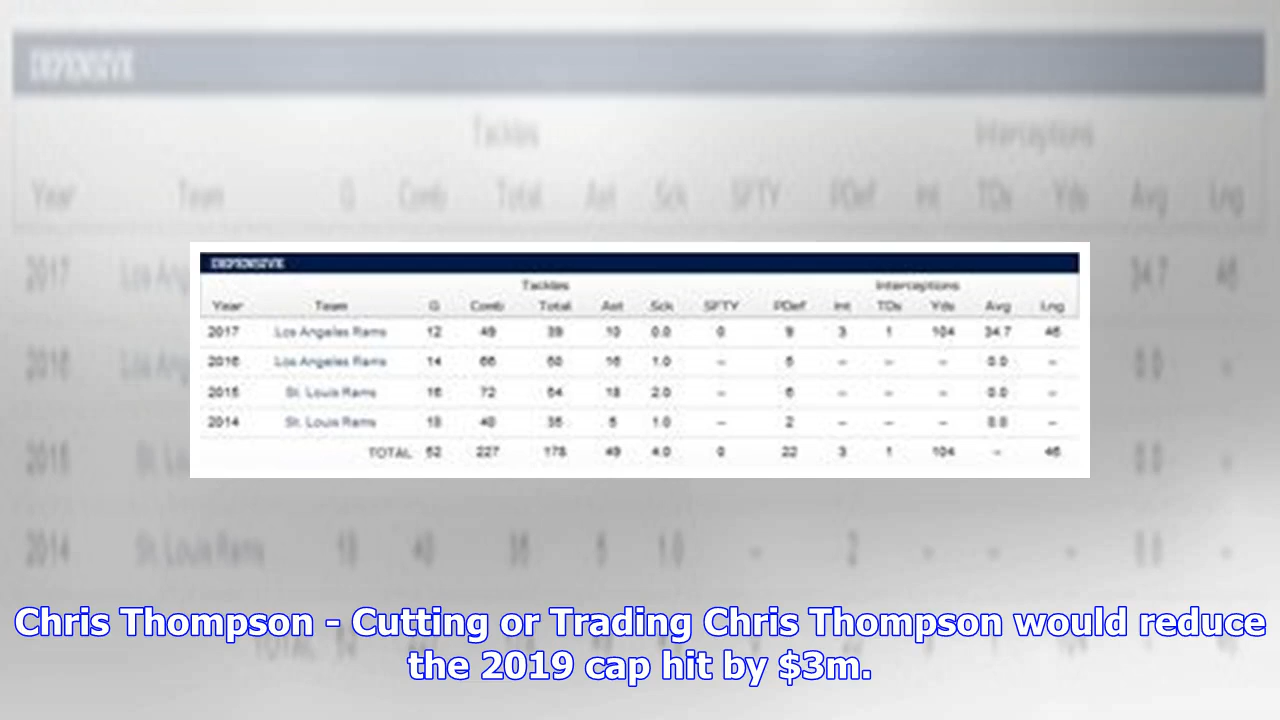 DEFENSIVE
Tackles Interceptions
Year Team G Comb Total Ast Sck SFTY PDef Int TDs Yds Avg Lng
2017 Los Angeles Rams 12 49 39 10 0.0 0 9 3 1 104 34.7 46
2016 Los Angeles Rams 14 66 50 16 1.0 -- 5 -- -- -- 0.0 --
2015 St. Louis Rams 16 72 54 18 2.0 -- 6 -- -- -- 0.0 --
2014 St. Louis Rams 10 40 35 5 1.0 -- 2 -- -- -- 0.0 --
TOTAL 52 227 178 49 4.0 0 22 3 1 104 -- 46
Chris Thompson - Cutting or Trading Chris Thompson would reduce
the 2019 cap hit by $3m.